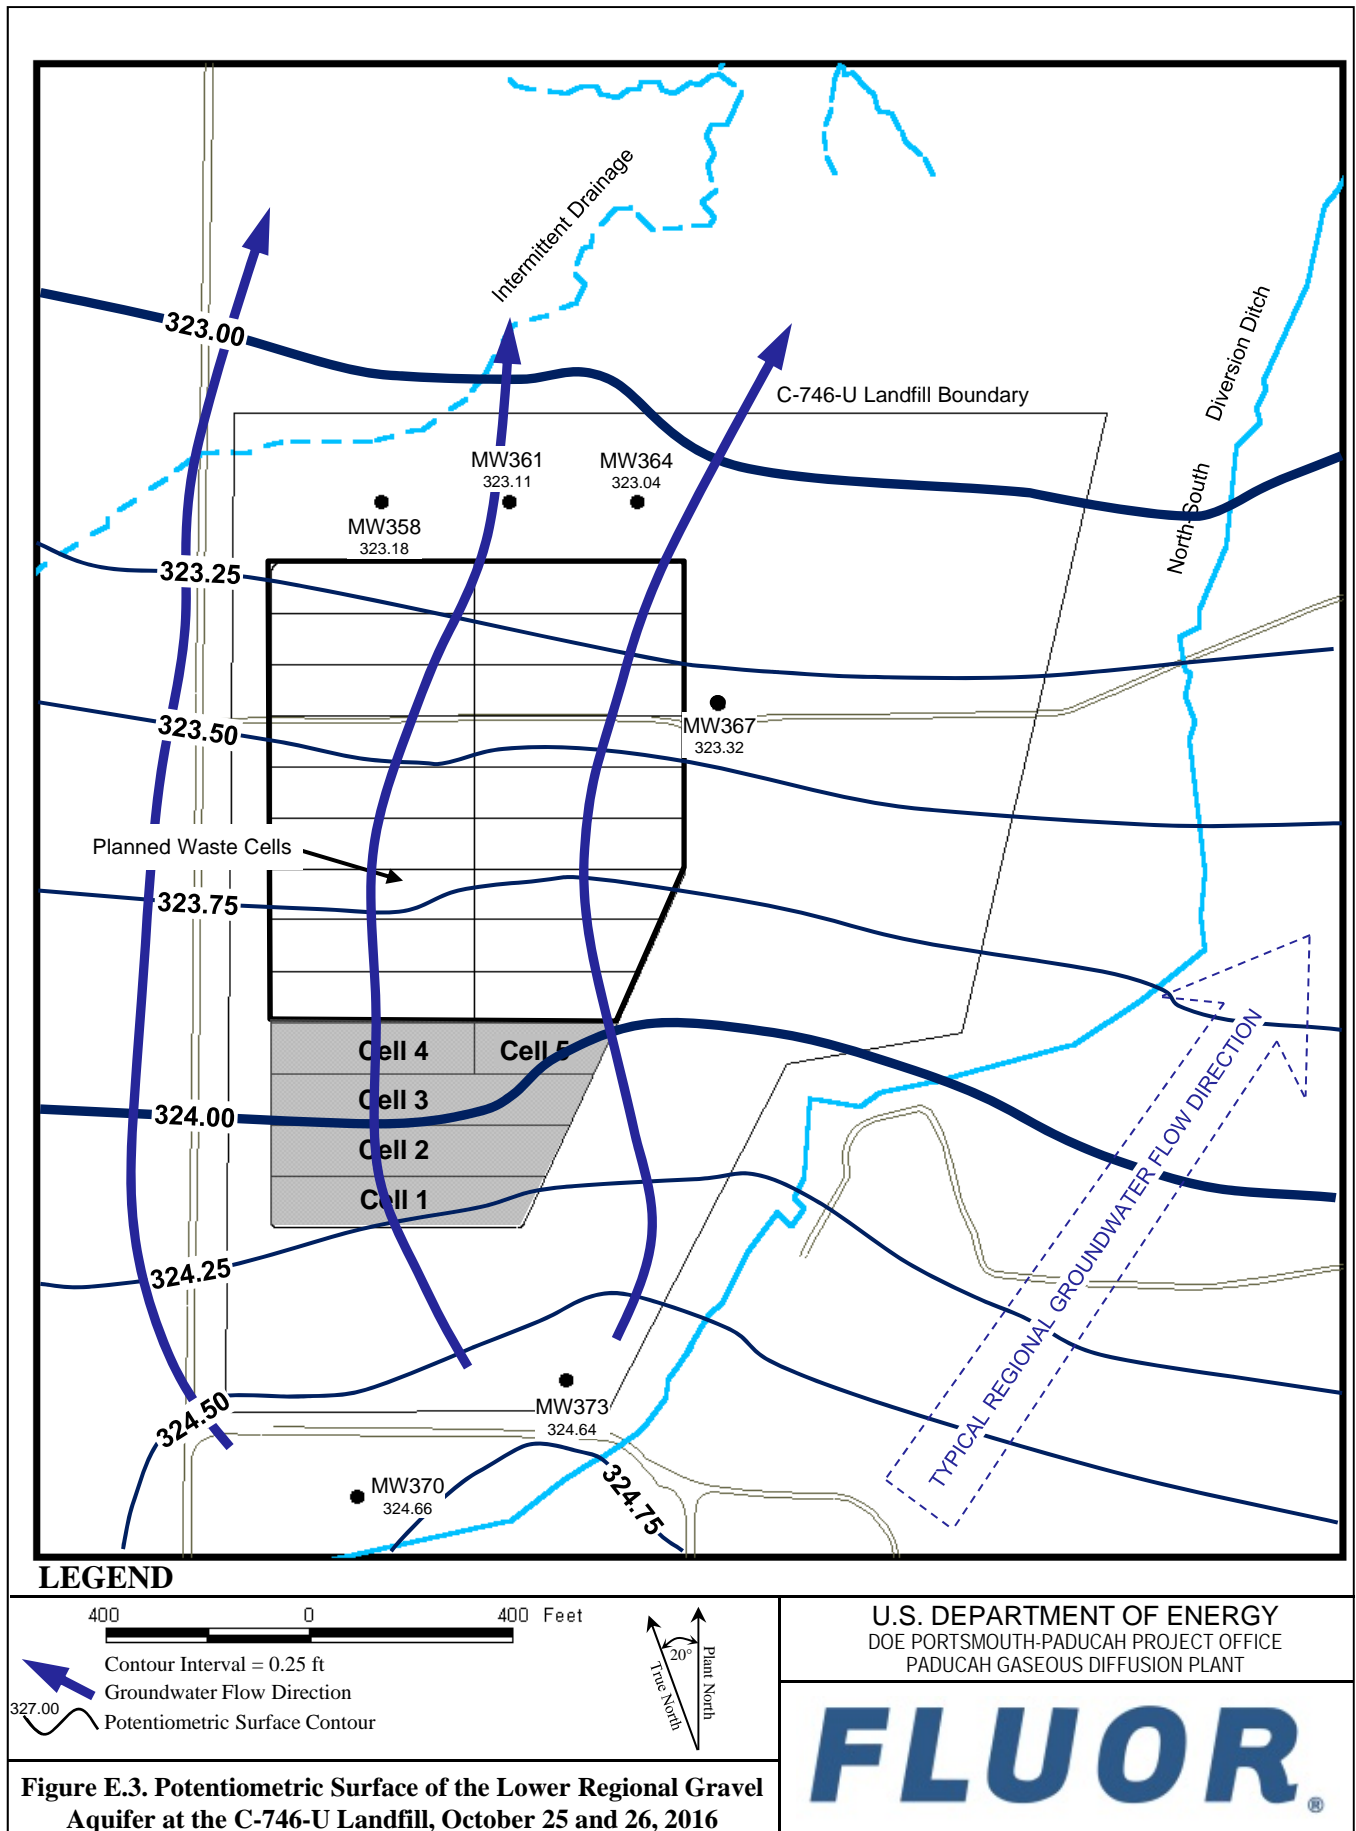 Intermittent Drainage
323.00
C-746-U Landfill Boundary
North-South
Diversion Ditch
MW361
323.11
MW364
323.04
MW358
323.18
323.25
MW367
323.32
323.50
Planned Waste Cells
323.75
Cell 4
Cell 5
Cell 3
324.00
Cell 2
Cell 1
324.25
TYPICAL REGIONAL GROUNDWATER FLOW DIRECTION
324.50
MW373
324.64
MW370
324.66
324.75
LEGEND
400 0 400 Feet
Contour Interval = 0.25 ft
Groundwater Flow Direction
327.00
Potentiometric Surface Contour
20°
True North
Plant North
Figure E.3. Potentiometric Surface of the Lower Regional Gravel
Aquifer at the C-746-U Landfill, October 25 and 26, 2016
U.S. DEPARTMENT OF ENERGY
DOE PORTSMOUTH-PADUCAH PROJECT OFFICE
PADUCAH GASEOUS DIFFUSION PLANT
FLUOR®